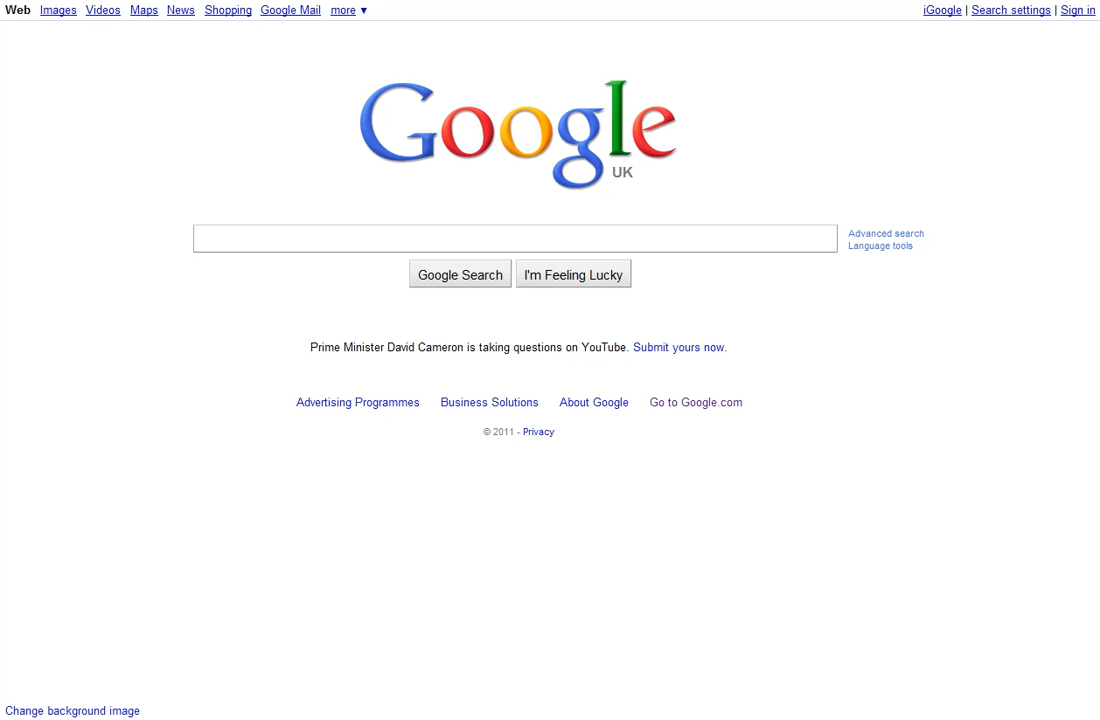 Web Images Videos Maps News Shopping Google Mail more ▼ iGoogle | Search settings | Sign in
Google
UK
Advanced search
Language tools
Google Search I'm Feeling Lucky
Prime Minister David Cameron is taking questions on YouTube. Submit yours now.
Advertising Programmes Business Solutions About Google Go to Google.com
© 2011 - Privacy
Change background image